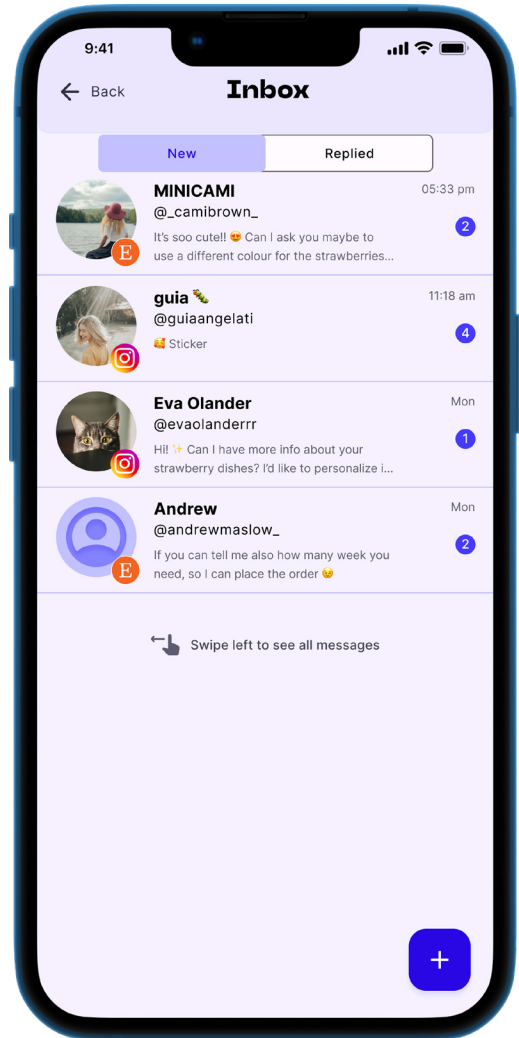 9:41
Back
Inbox
New
Replied
MINICAMI
05:33 pm
@_camibrown_
2
It's soo cute!! 😍 Can I ask you maybe to
use a different colour for the strawberries...
E
guia 🐛
11:18 am
@guiaangelati
4
🥰 Sticker
Eva Olander
Mon
@evaolanderrr
1
Hi! ✨ Can I have more info about your
strawberry dishes? I'd like to personalize i...
Andrew
Mon
@andrewmaslow_
2
If you can tell me also how many week you
need, so I can place the order 😉
E
Swipe left to see all messages
+